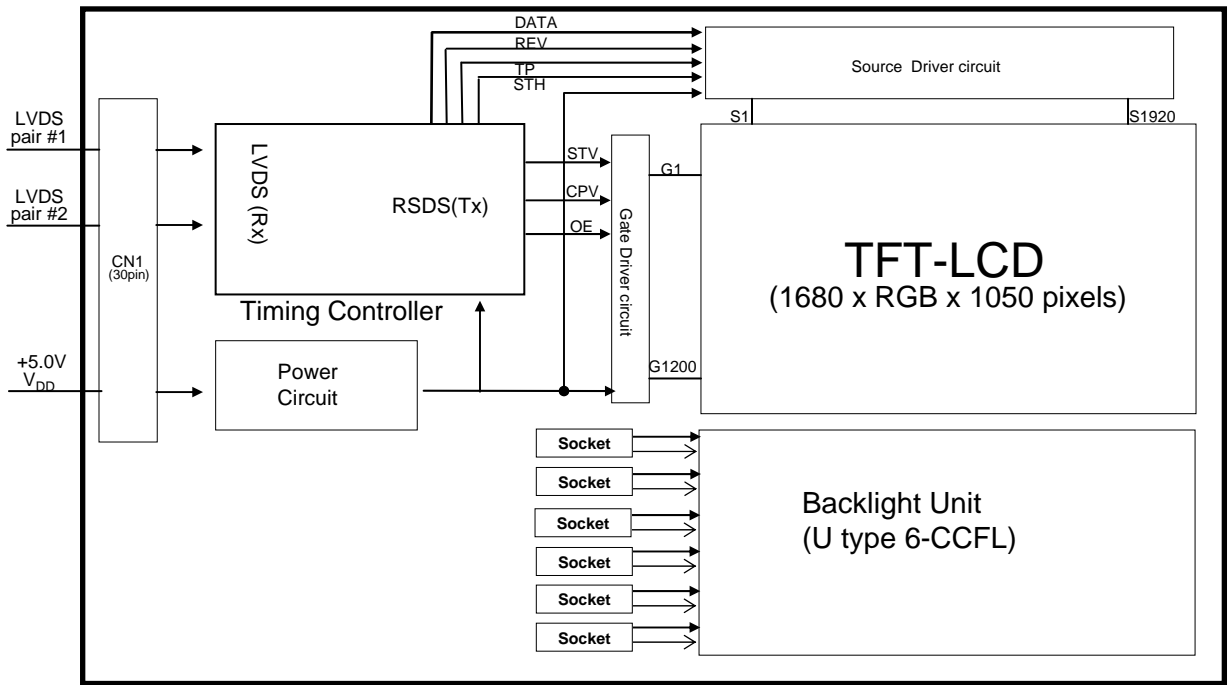 DATA
REV
TP
STH
Source Driver circuit
S1
S1920
LVDS
pair #1
LVDS
pair #2
CN1
(30pin)
LVDS (Rx)
RSDS(Tx)
Timing Controller
STV
CPV
OE
Gate Driver circuit
G1
G1200
TFT-LCD
(1680 x RGB x 1050 pixels)
+5.0V
VDD
Power
Circuit
Socket
Socket
Socket
Socket
Socket
Socket
Backlight Unit
(U type 6-CCFL)